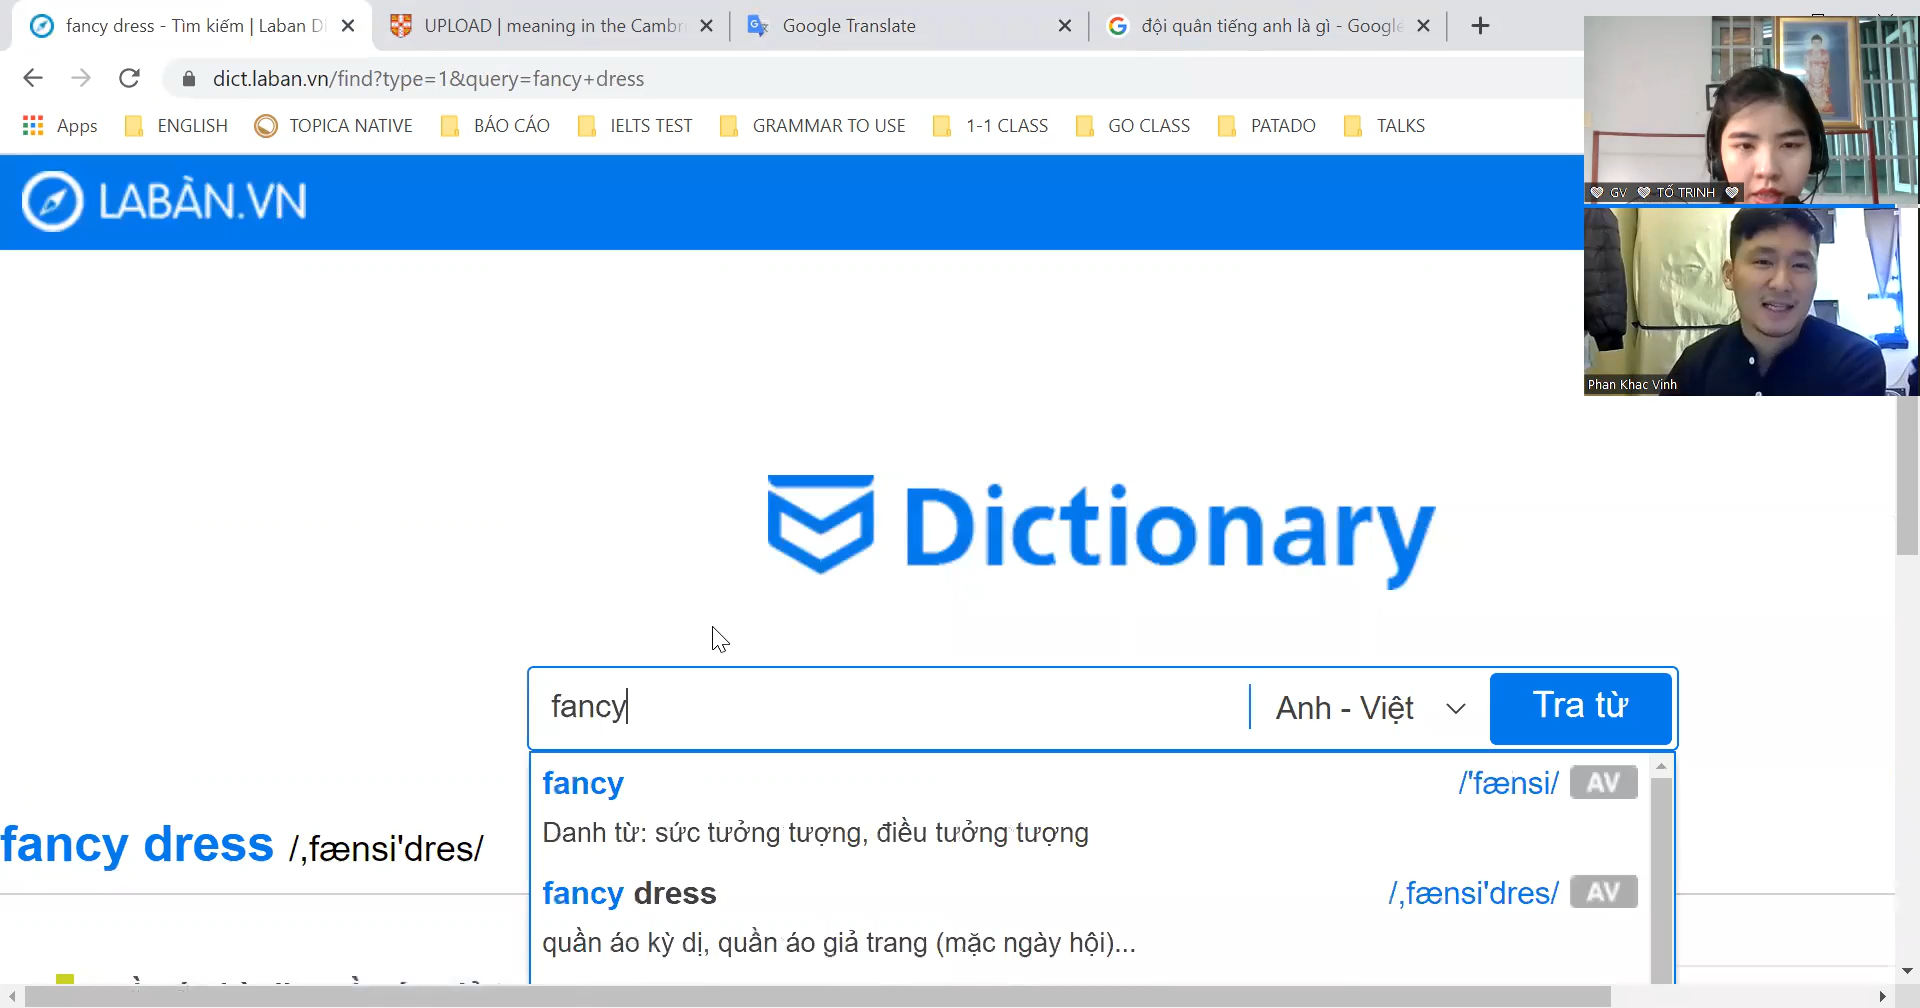 fancy dress - Tìm kiếm | Laban Di
UPLOAD | meaning in the Cambri
Google Translate
đội quân tiếng anh là gì - Google
dict.laban.vn/find?type=1&query=fancy+dress
Apps
ENGLISH
TOPICA NATIVE
BÁO CÁO
IELTS TEST
GRAMMAR TO USE
1-1 CLASS
GO CLASS
PATADO
TALKS
GV TỐ TRINH
LABÀN.VN
Phan Khac Vinh
Dictionary
fancy
Anh - Việt
Tra từ
fancy /'fænsi/ AV
Danh từ: sức tưởng tượng, điều tưởng tượng
fancy dress /,fænsi'dres/
fancy dress /,fænsi'dres/ AV
quần áo kỳ dị, quần áo giả trang (mặc ngày hội)...